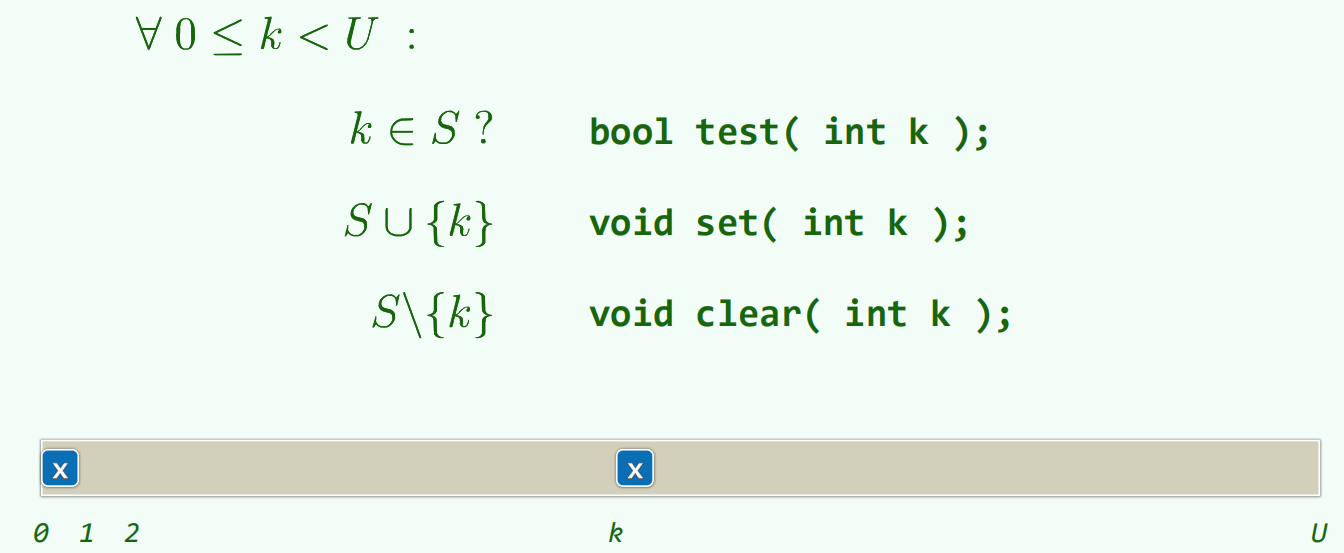 ∀ 0 ≤ k < U :
k ∈ S ? bool test( int k );
S ∪ {k} void set( int k );
S\{k} void clear( int k );
x x
0 1 2 k U